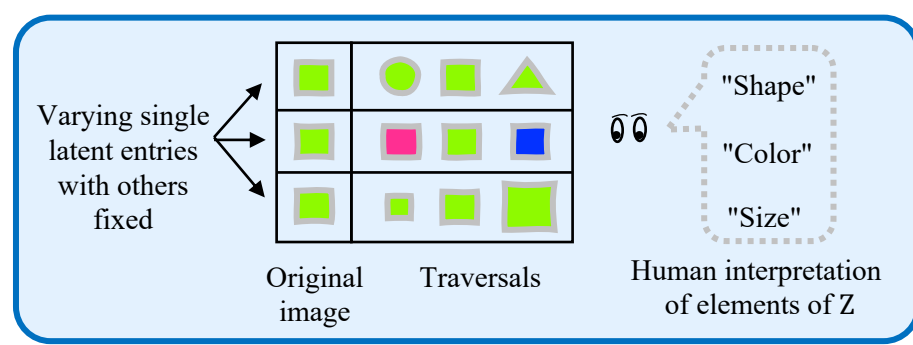 Varying single
latent entries
with others
fixed
Original
image
Traversals
"Shape"
"Color"
"Size"
Human interpretation
of elements of Z